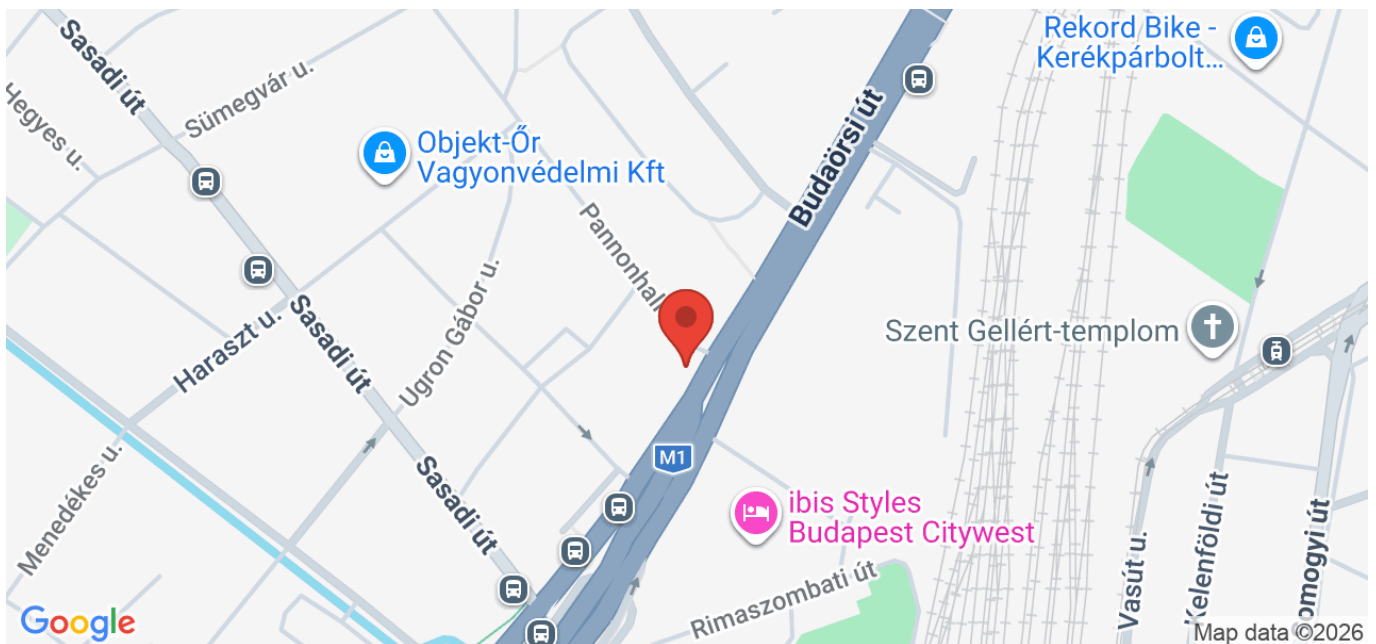 Sasadi út
Sümegvár u.
Hegyes u.
Objekt-Őr
Vagyonvédelmi Kft
Budaörsi út
Rekord Bike -
Kerékpárbolt...
Pannonhal
Ugron Gábor u.
Haraszt u.
Sasadi út
Szent Gellért-templom
Menedékes u.
Sasadi út
M1
ibis Styles
Budapest Citywest
Rimaszombati út
Vasút u.
Kelenföldi út
omogyi út
Google
Map data ©2026